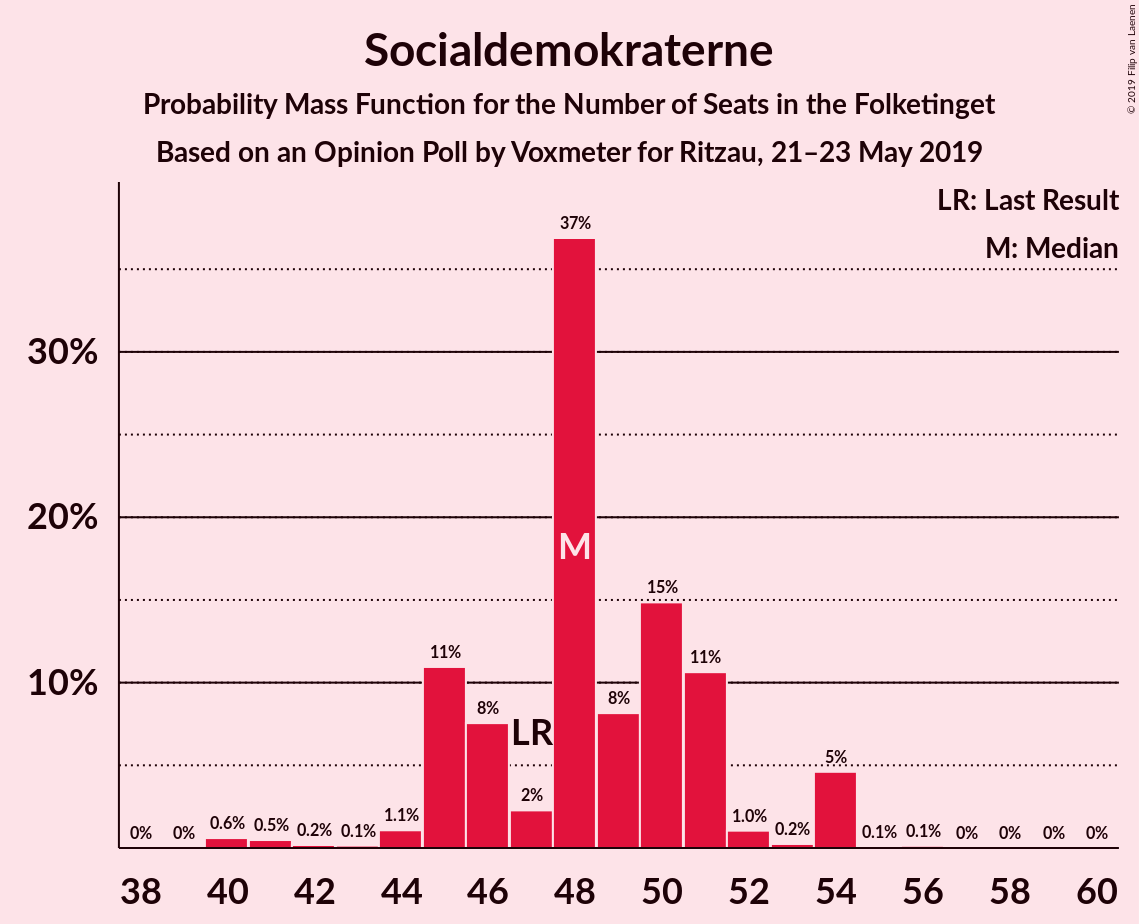 Socialdemokraterne
Probability Mass Function for the Number of Seats in the Folketinget
Based on an Opinion Poll by Voxmeter for Ritzau, 21–23 May 2019
© 2019 Filip van Laenen
LR: Last Result
M: Median
30%
20%
10%
0%
0%
0.6%
0.5%
0.2%
0.1%
1.1%
11%
8%
LR
2%
37%
M
8%
15%
11%
1.0%
0.2%
5%
0.1%
0.1%
0%
0%
0%
0%
38 40 42 44 46 48 50 52 54 56 58 60